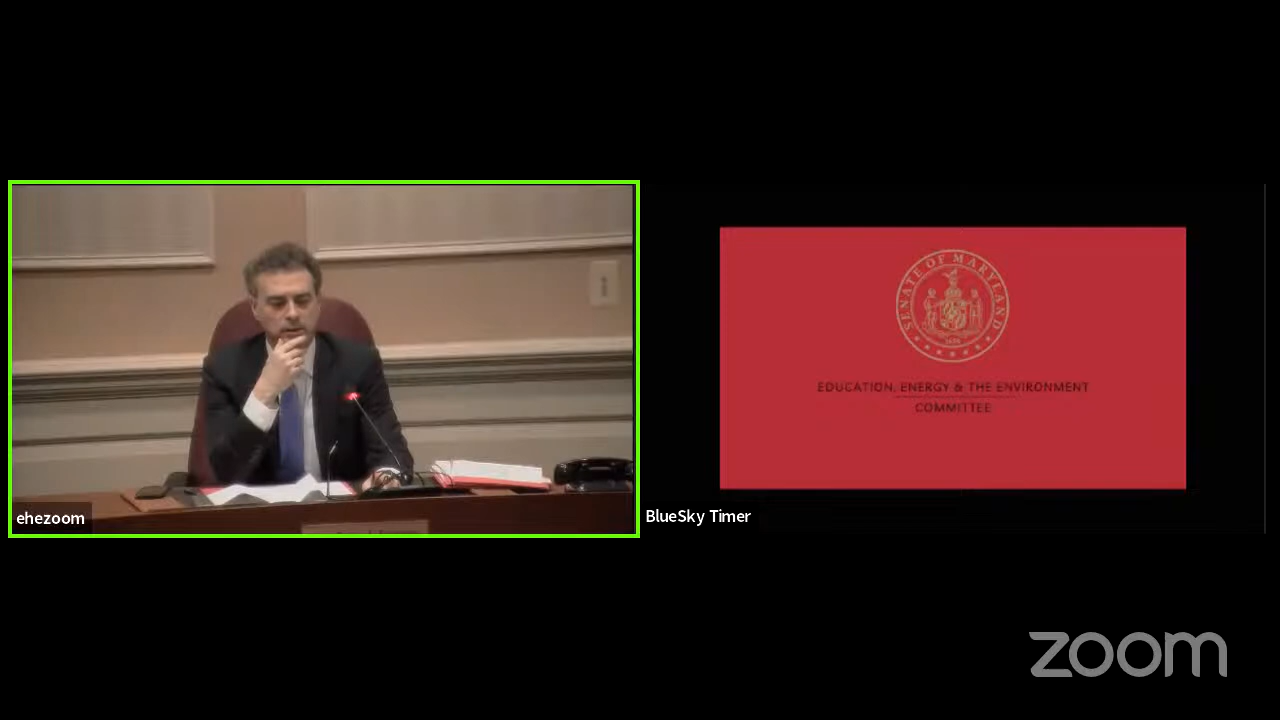 ehezoom
SENATE OF MARYLAND
EDUCATION, ENERGY & THE ENVIRONMENT
COMMITTEE
BlueSky Timer
zoom